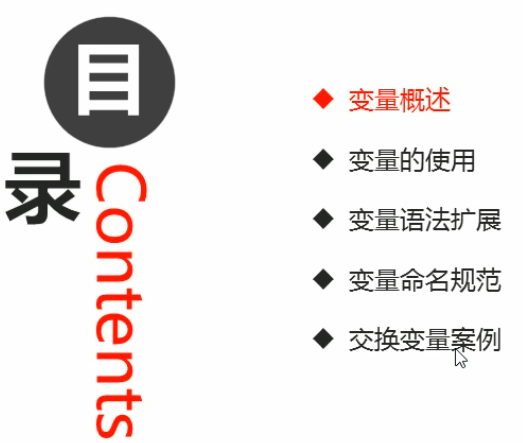 目
录
Contents
变量概述
变量的使用
变量语法扩展
变量命名规范
交换变量案例